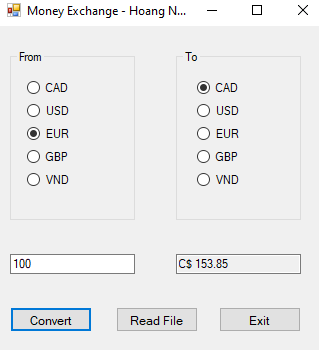 Money Exchange - Hoang N...
From
CAD
USD
EUR
GBP
VND
To
CAD
USD
EUR
GBP
VND
100
C$ 153.85
Convert
Read File
Exit